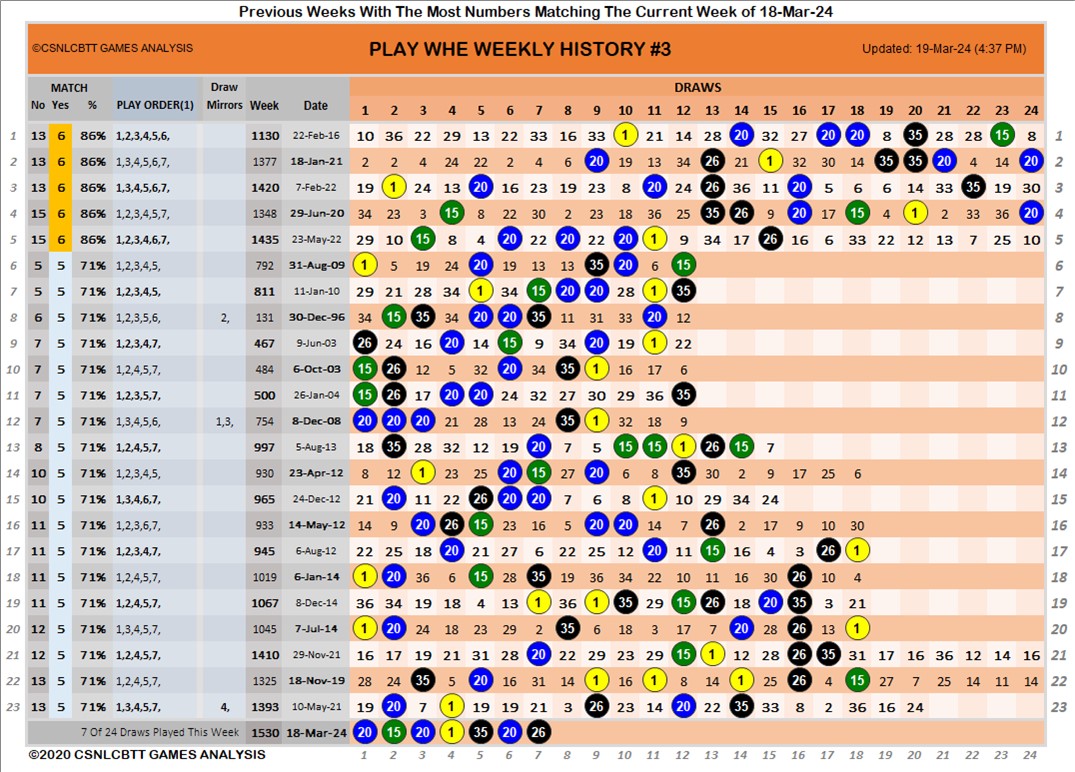 Previous Weeks With The Most Numbers Matching The Current Week of 18-Mar-24
©CSNLCBTT GAMES ANALYSIS PLAY WHE WEEKLY HISTORY #3 Updated: 19-Mar-24 (4:37 PM)
MATCH Draw DRAWS
No Yes % PLAY ORDER(1) Mirrors Week Date 1 2 3 4 5 6 7 8 9 10 11 12 13 14 15 16 17 18 19 20 21 22 23 24
1 13 6 86% 1,2,3,4,5,6, 1130 22-Feb-16 10 36 22 29 13 22 33 16 33 1 21 14 28 20 32 27 20 20 8 35 28 28 15 8 1
2 13 6 86% 1,3,4,5,6,7, 1377 18-Jan-21 2 2 4 24 22 2 4 6 20 19 13 34 26 21 1 32 30 14 35 35 20 4 14 20 2
3 13 6 86% 1,3,4,5,6,7, 1420 7-Feb-22 19 1 24 13 20 16 23 19 23 8 20 24 26 36 11 20 5 6 6 14 33 35 19 30 3
4 15 6 86% 1,2,3,4,5,7, 1348 29-Jun-20 34 23 3 15 8 22 30 2 23 18 36 25 35 26 9 20 17 15 4 1 2 33 36 20 4
5 15 6 86% 1,2,3,4,6,7, 1435 23-May-22 29 10 15 8 4 20 22 20 22 20 1 9 34 17 26 16 6 33 22 12 13 7 25 10 5
6 5 5 71% 1,2,3,4,5, 792 31-Aug-09 1 5 19 24 20 19 13 13 35 20 6 15 6
7 5 5 71% 1,2,3,4,5, 811 11-Jan-10 29 21 28 34 1 34 15 20 20 28 1 35 7
8 6 5 71% 1,2,3,5,6, 2, 131 30-Dec-96 34 15 35 34 20 20 35 11 31 33 20 12 8
9 7 5 71% 1,2,3,4,7, 467 9-Jun-03 26 24 16 20 14 15 9 34 20 19 1 22 9
10 7 5 71% 1,2,4,5,7, 484 6-Oct-03 15 26 12 5 32 20 34 35 1 16 17 6 10
11 7 5 71% 1,2,3,5,7, 500 26-Jan-04 15 26 17 20 20 24 32 27 30 29 36 35 11
12 7 5 71% 1,3,4,5,6, 1,3, 754 8-Dec-08 20 20 20 21 28 13 24 35 1 32 18 9 12
13 8 5 71% 1,2,4,5,7, 997 5-Aug-13 18 35 28 32 12 19 20 7 5 15 15 1 26 15 7 13
14 10 5 71% 1,2,3,4,5, 930 23-Apr-12 8 12 1 23 25 20 15 27 20 6 8 35 30 2 9 17 25 6 14
15 10 5 71% 1,3,4,6,7, 965 24-Dec-12 21 20 11 22 26 20 20 7 6 8 1 10 29 34 24 15
16 11 5 71% 1,2,3,6,7, 933 14-May-12 14 9 20 26 15 23 16 5 20 20 14 7 26 2 17 9 10 30 16
17 11 5 71% 1,2,3,4,7, 945 6-Aug-12 22 25 18 20 21 27 6 22 25 12 20 11 15 16 4 3 26 1 17
18 11 5 71% 1,2,4,5,7, 1019 6-Jan-14 1 20 36 6 15 28 35 19 36 34 22 10 11 16 30 26 10 4 18
19 11 5 71% 1,2,4,5,7, 1067 8-Dec-14 36 34 19 18 4 13 1 36 1 35 29 15 26 18 20 35 3 21 19
20 12 5 71% 1,3,4,5,7, 1045 7-Jul-14 1 20 24 18 23 29 2 35 6 18 3 17 7 20 28 26 13 1 20
21 12 5 71% 1,2,4,5,7, 1410 29-Nov-21 16 17 19 21 31 28 20 22 29 23 29 15 1 12 28 26 35 31 17 16 36 12 14 16 21
22 13 5 71% 1,2,4,5,7, 1325 18-Nov-19 28 24 35 5 20 16 31 14 1 16 1 8 14 1 25 26 4 15 27 7 25 14 11 14 22
23 13 5 71% 1,3,4,5,7, 4, 1393 10-May-21 19 20 7 1 19 19 21 3 26 23 14 20 22 35 33 8 2 36 16 20 24 23
7 Of 24 Draws Played This Week 1530 18-Mar-24 20 15 20 1 35 20 26
©2020 CSNLCBTT GAMES ANALYSIS 1 2 3 4 5 6 7 8 9 10 11 12 13 14 15 16 17 18 19 20 21 22 23 24